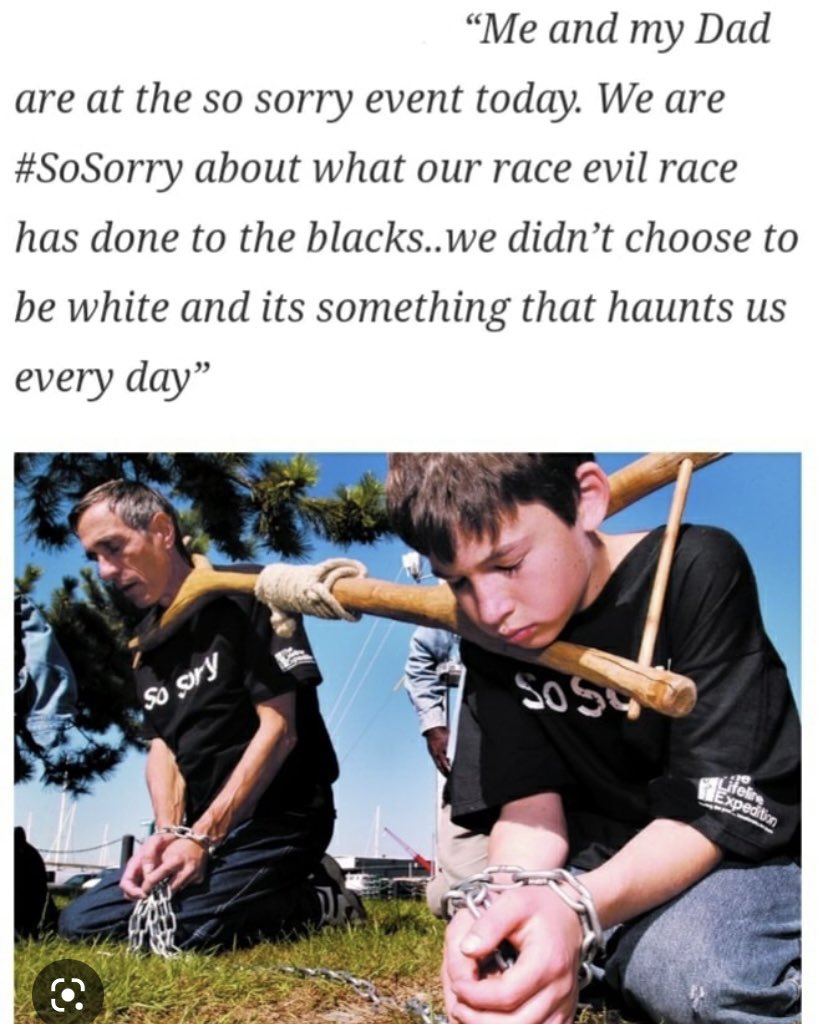 “Me and my Dad
are at the so sorry event today. We are
#SoSorry about what our race evil race
has done to the blacks..we didn’t choose to
be white and its something that haunts us
every day”
So Sorry
So So
The
Lifeline
Expedition